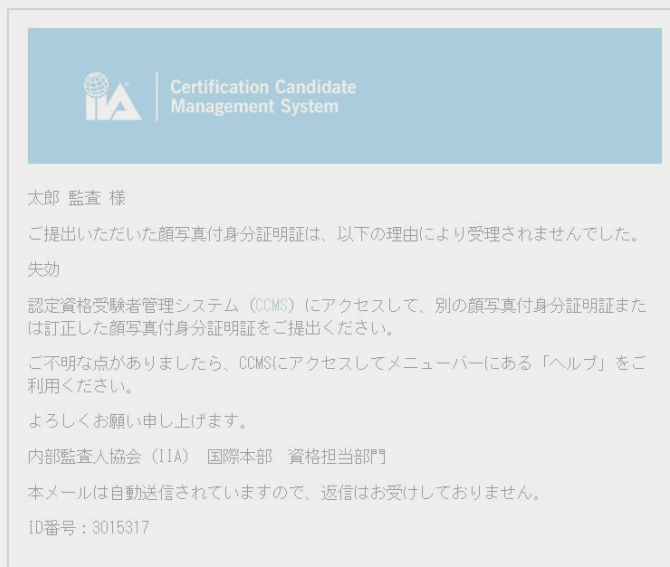 IIA
Certification Candidate
Management System
太郎 監査 様
ご提出いただいた顔写真付身分証明証は、以下の理由により受理されませんでした。
失効
認定資格受験者管理システム（CCMS）にアクセスして、別の顔写真付身分証明証また
は訂正した顔写真付身分証明証をご提出ください。
ご不明な点がありましたら、CCMSにアクセスしてメニューバーにある「ヘルプ」をご
利用ください。
よろしくお願い申し上げます。
内部監査人協会（IIA） 国際本部　資格担当部門
本メールは自動送信されていますので、返信はお受けしておりません。
ID番号：3015317